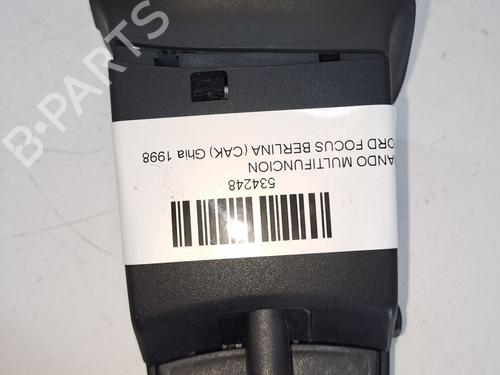 534248
ANDO MULTIFUNCION
ORD FOCUS BERLINA (CAK) Ghia 1998
B-PARTS